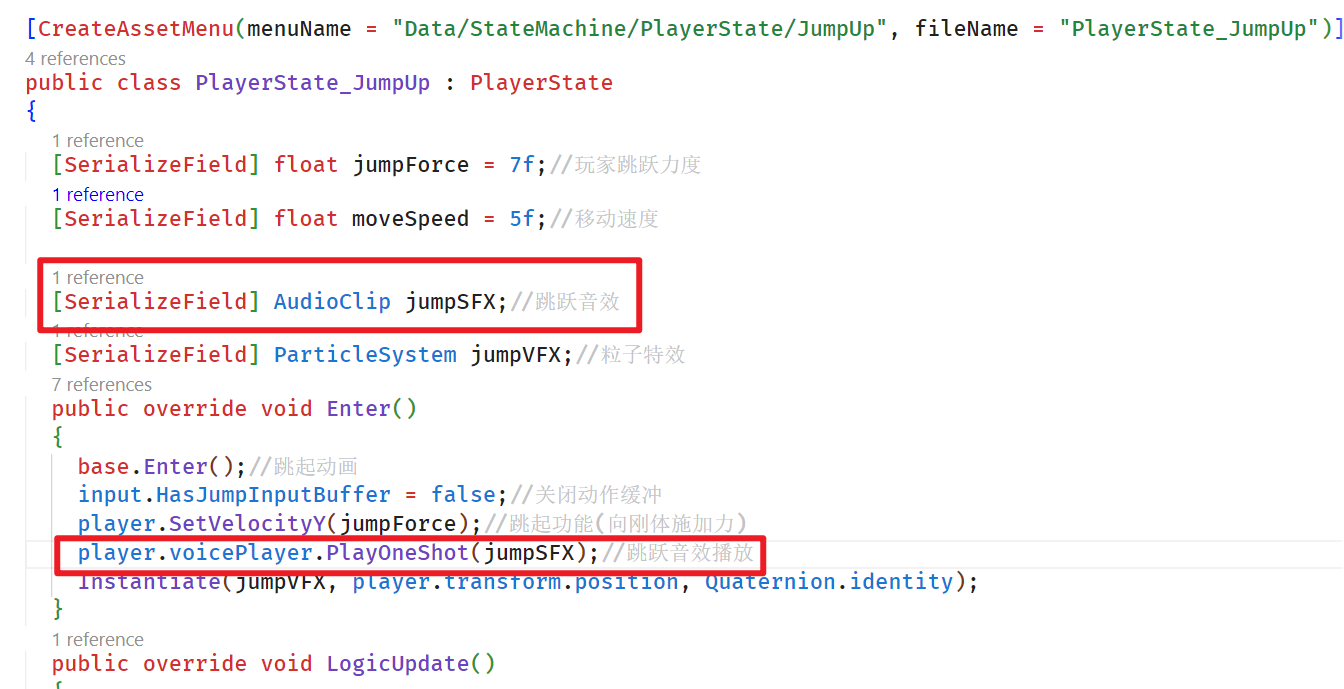 [CreateAssetMenu(menuName = "Data/StateMachine/PlayerState/JumpUp", fileName = "PlayerState_JumpUp")]
4 references
public class PlayerState_JumpUp : PlayerState
{
1 reference
[SerializeField] float jumpForce = 7f;//玩家跳跃力度
1 reference
[SerializeField] float moveSpeed = 5f;//移动速度
1 reference
[SerializeField] AudioClip jumpSFX;//跳跃音效
1 reference
[SerializeField] ParticleSystem jumpVFX;//粒子特效
7 references
public override void Enter()
{
base.Enter();//跳起动画
input.HasJumpInputBuffer = false;//关闭动作缓冲
player.SetVelocityY(jumpForce);//跳起功能(向刚体施加力)
player.voicePlayer.PlayOneShot(jumpSFX);//跳跃音效播放
Instantiate(jumpVFX, player.transform.position, Quaternion.identity);
}
1 reference
public override void LogicUpdate()
{